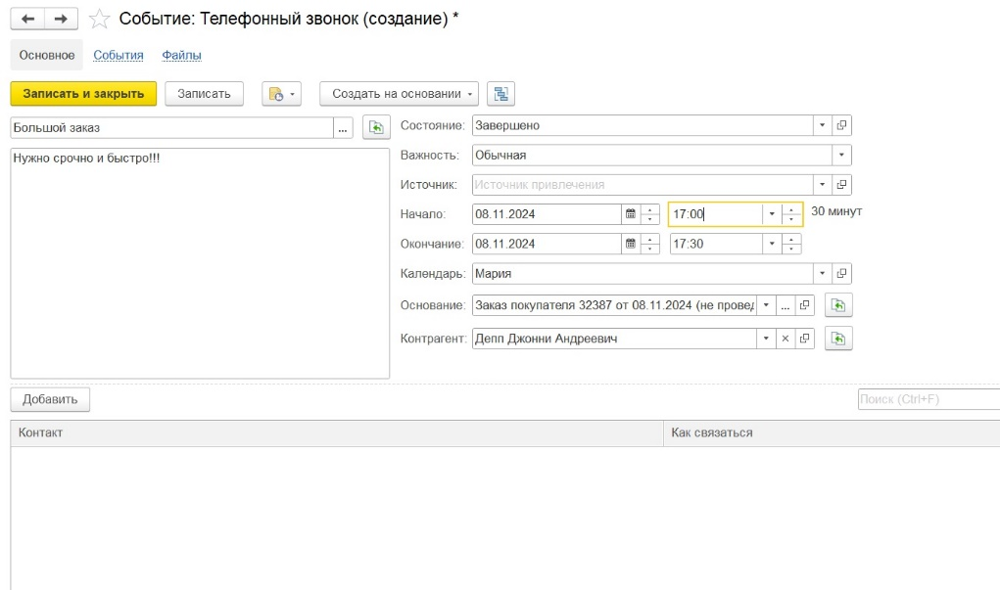 Событие: Телефонный звонок (создание) *
Основное События Файлы
Записать и закрыть Записать Создать на основании
Большой заказ ...
Нужно срочно и быстро!!!
Состояние: Завершено
Важность: Обычная
Источник: Источник привлечения
Начало: 08.11.2024 17:00 30 минут
Окончание: 08.11.2024 17:30
Календарь: Мария
Основание: Заказ покупателя 32387 от 08.11.2024 (не провед ...
Контрагент: Депп Джонни Андреевич
Добавить Поиск (Ctrl+F)
Контакт Как связаться